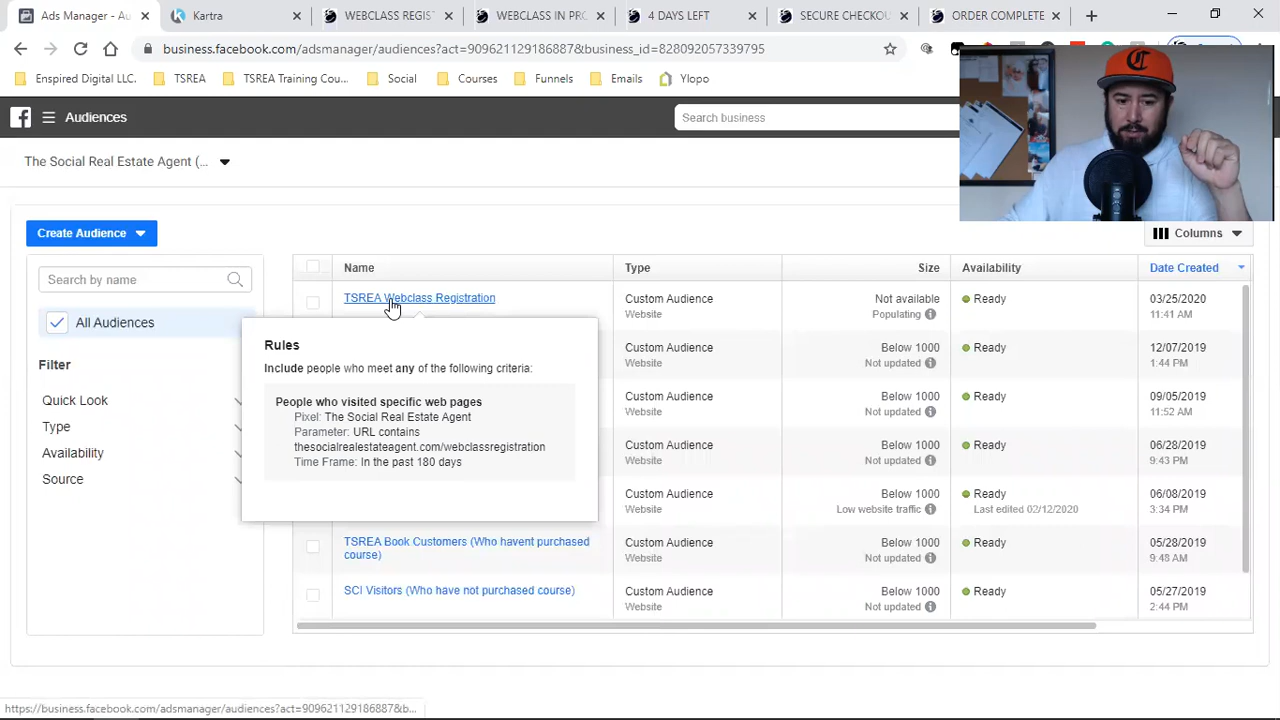 Ads Manager - Au
Kartra
WEBCLASS REGIST
WEBCLASS IN PRO
4 DAYS LEFT
SECURE CHECKOU
ORDER COMPLETE
business.facebook.com/adsmanager/audiences?act=909621129186887&business_id=828092057339795
Enspired Digital LLC.
TSREA
TSREA Training Cou...
Social
Courses
Funnels
Emails
Ylopo
Audiences
Search business
The Social Real Estate Agent (...
Create Audience
Columns
Search by name
All Audiences
Filter
Quick Look
Type
Availability
Source
Name
Type
Size
Availability
Date Created
TSREA Webclass Registration
Custom Audience
Website
Not available
Populating
Ready
03/25/2020
11:41 AM
Rules
Include people who meet any of the following criteria:
People who visited specific web pages
Pixel: The Social Real Estate Agent
Parameter: URL contains
thesocialrealestateagent.com/webclassregistration
Time Frame: In the past 180 days
Custom Audience
Website
Below 1000
Not updated
Ready
12/07/2019
1:44 PM
Custom Audience
Website
Below 1000
Not updated
Ready
09/05/2019
11:52 AM
Custom Audience
Website
Below 1000
Not updated
Ready
06/28/2019
9:43 PM
Custom Audience
Website
Below 1000
Low website traffic
Ready
Last edited 02/12/2020
06/08/2019
3:34 PM
TSREA Book Customers (Who havent purchased
course)
Custom Audience
Website
Below 1000
Not updated
Ready
05/28/2019
9:48 AM
SCI Visitors (Who have not purchased course)
Custom Audience
Website
Below 1000
Not updated
Ready
05/27/2019
2:44 PM
https://business.facebook.com/adsmanager/audiences?act=909621129186887&b...